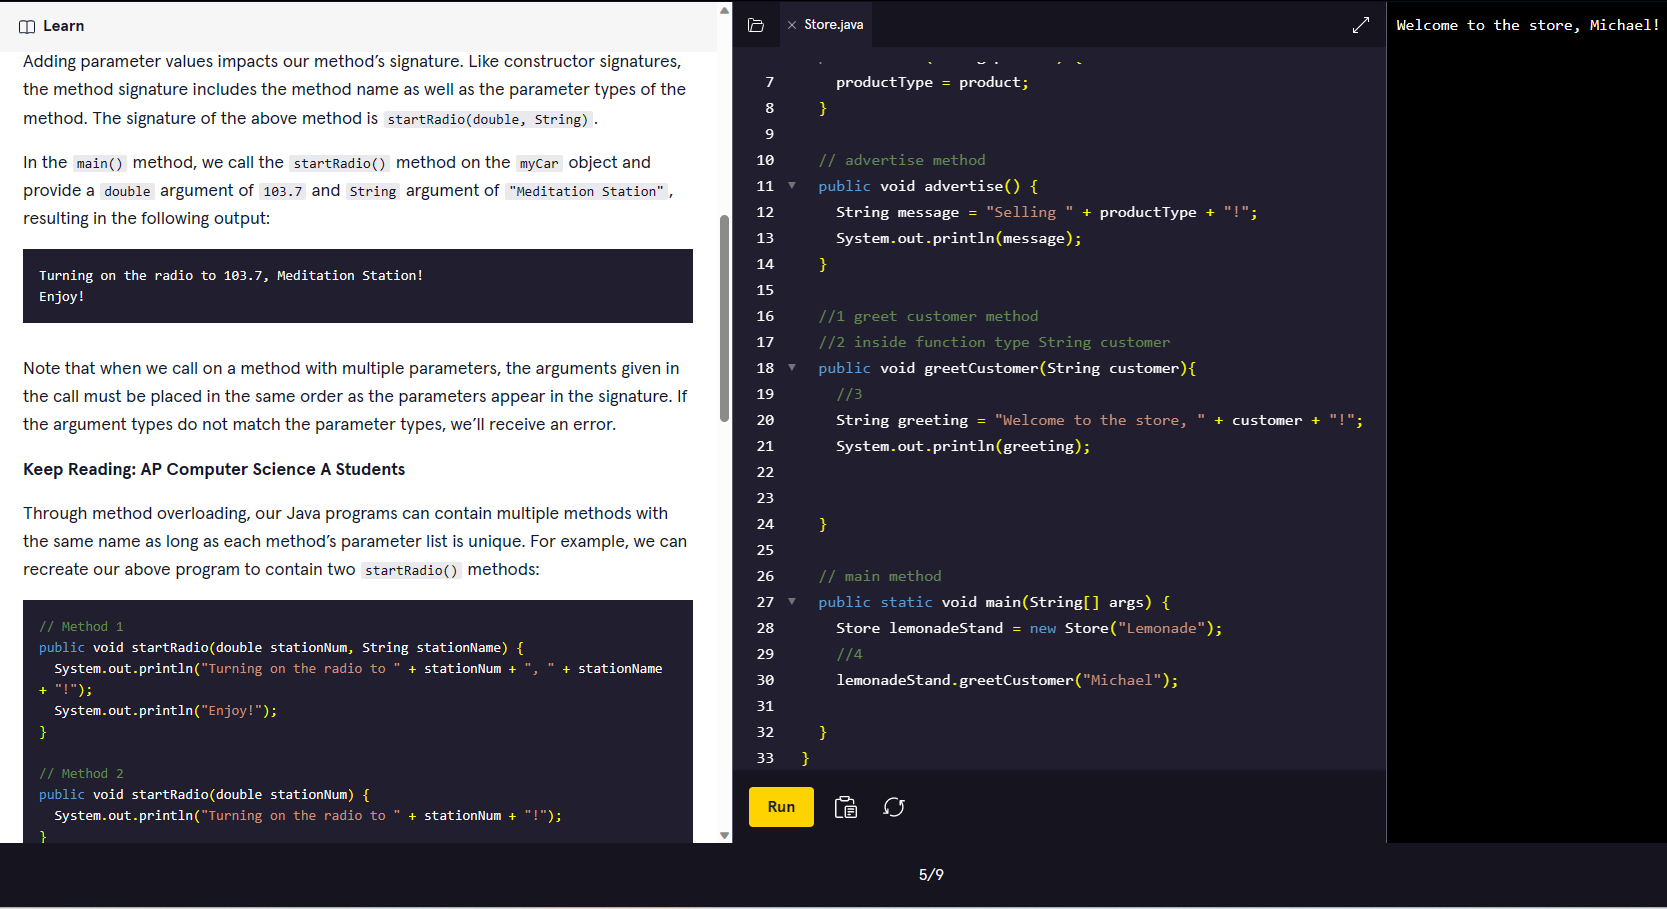 Learn
Adding parameter values impacts our method’s signature. Like constructor signatures,
the method signature includes the method name as well as the parameter types of the
method. The signature of the above method is startRadio(double, String).
In the main() method, we call the startRadio() method on the myCar object and
provide a double argument of 103.7 and String argument of "Meditation Station",
resulting in the following output:
Turning on the radio to 103.7, Meditation Station!
Enjoy!
Note that when we call on a method with multiple parameters, the arguments given in
the call must be placed in the same order as the parameters appear in the signature. If
the argument types do not match the parameter types, we’ll receive an error.
Keep Reading: AP Computer Science A Students
Through method overloading, our Java programs can contain multiple methods with
the same name as long as each method’s parameter list is unique. For example, we can
recreate our above program to contain two startRadio() methods:
// Method 1
public void startRadio(double stationNum, String stationName) {
  System.out.println("Turning on the radio to " + stationNum + ", " + stationName
+ "!");
  System.out.println("Enjoy!");
}
// Method 2
public void startRadio(double stationNum) {
  System.out.println("Turning on the radio to " + stationNum + "!");
}
× Store.java
7     productType = product;
8   }
9
10   // advertise method
11   public void advertise() {
12     String message = "Selling " + productType + "!";
13     System.out.println(message);
14   }
15
16   //1 greet customer method
17   //2 inside function type String customer
18   public void greetCustomer(String customer){
19     //3
20     String greeting = "Welcome to the store, " + customer + "!";
21     System.out.println(greeting);
22
23
24   }
25
26   // main method
27   public static void main(String[] args) {
28     Store lemonadeStand = new Store("Lemonade");
29     //4
30     lemonadeStand.greetCustomer("Michael");
31
32   }
33 }
Run
Welcome to the store, Michael!
5/9